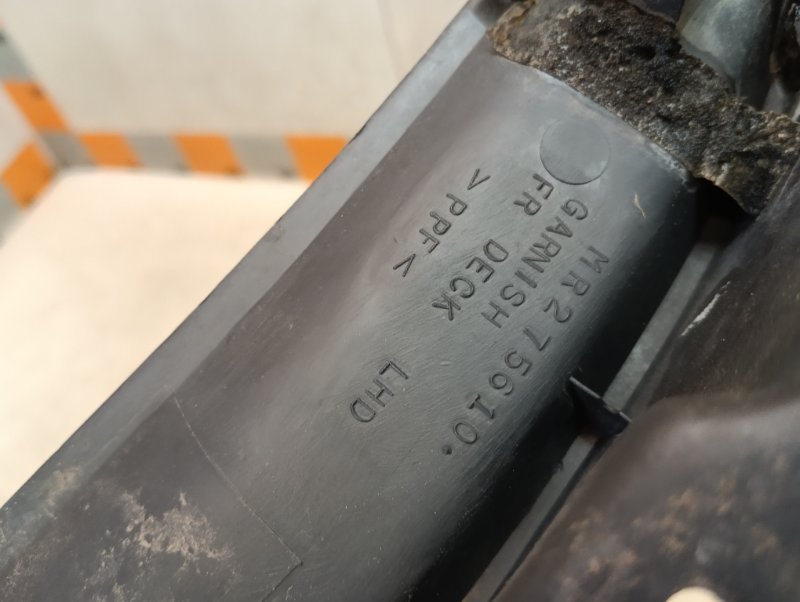 MR275610.
GARNISH
FR DECK LHD
>PPF<